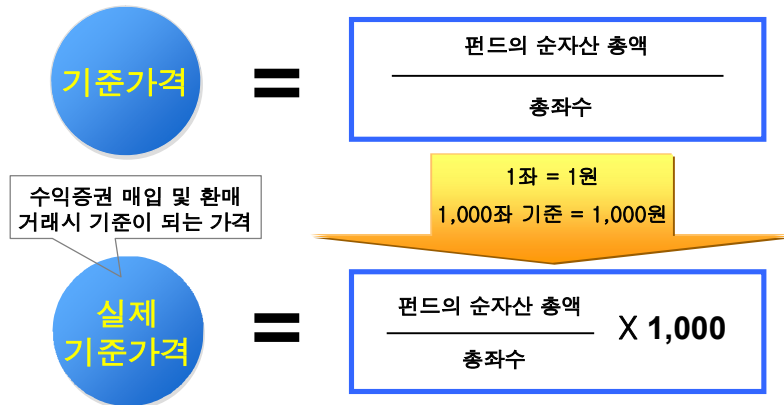 기준가격
=
펀드의 순자산 총액
총좌수
1좌 = 1원
1,000좌 기준 = 1,000원
수익증권 매입 및 환매
거래시 기준이 되는 가격
실제
기준가격
=
펀드의 순자산 총액
총좌수
X 1,000